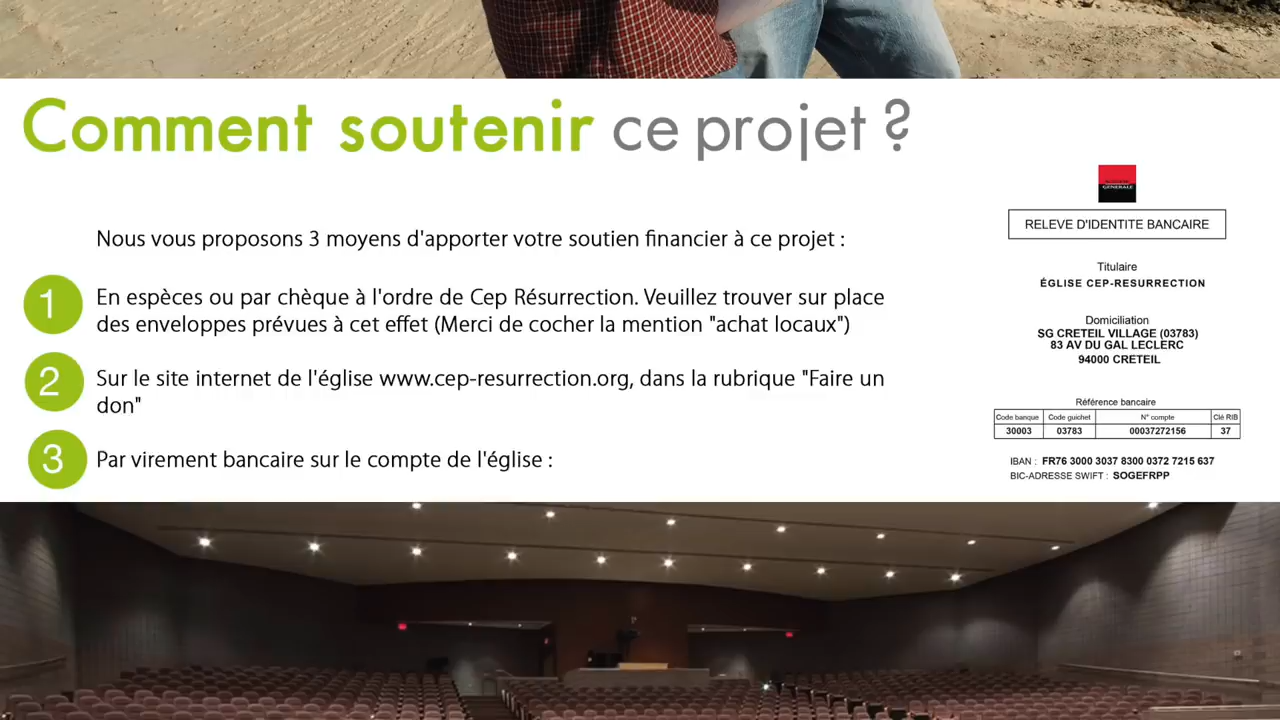 Comment soutenir ce projet ?
Nous vous proposons 3 moyens d'apporter votre soutien financier à ce projet :
1
En espèces ou par chèque à l'ordre de Cep Résurrection. Veuillez trouver sur place
des enveloppes prévues à cet effet (Merci de cocher la mention "achat locaux")
2
Sur le site internet de l'église www.cep-resurrection.org, dans la rubrique "Faire un
don"
3
Par virement bancaire sur le compte de l'église :
GENERALE
RELEVE D'IDENTITE BANCAIRE
Titulaire
ÉGLISE CEP-RESURRECTION
Domiciliation
SG CRETEIL VILLAGE (03783)
83 AV DU GAL LECLERC
94000 CRETEIL
Référence bancaire
Code banque Code guichet N° compte Clé RIB
30003 03783 00037272156 37
IBAN : FR76 3000 3037 8300 0372 7215 637
BIC-ADRESSE SWIFT : SOGEFRPP